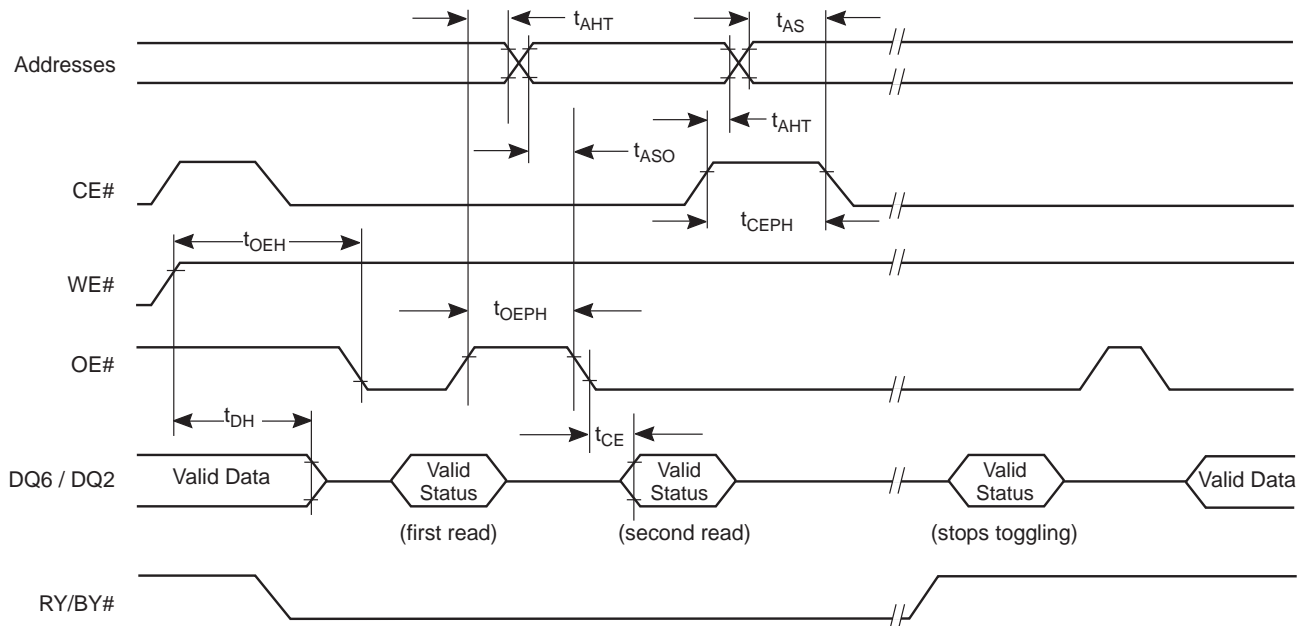 tAHT
tAS
Addresses
tAHT
tASO
CE#
tCEPH
tOEH
WE#
tOEPH
OE#
tDH
tCE
DQ6 / DQ2
Valid Data
Valid
Status
Valid
Status
Valid
Status
Valid Data
(first read)
(second read)
(stops toggling)
RY/BY#